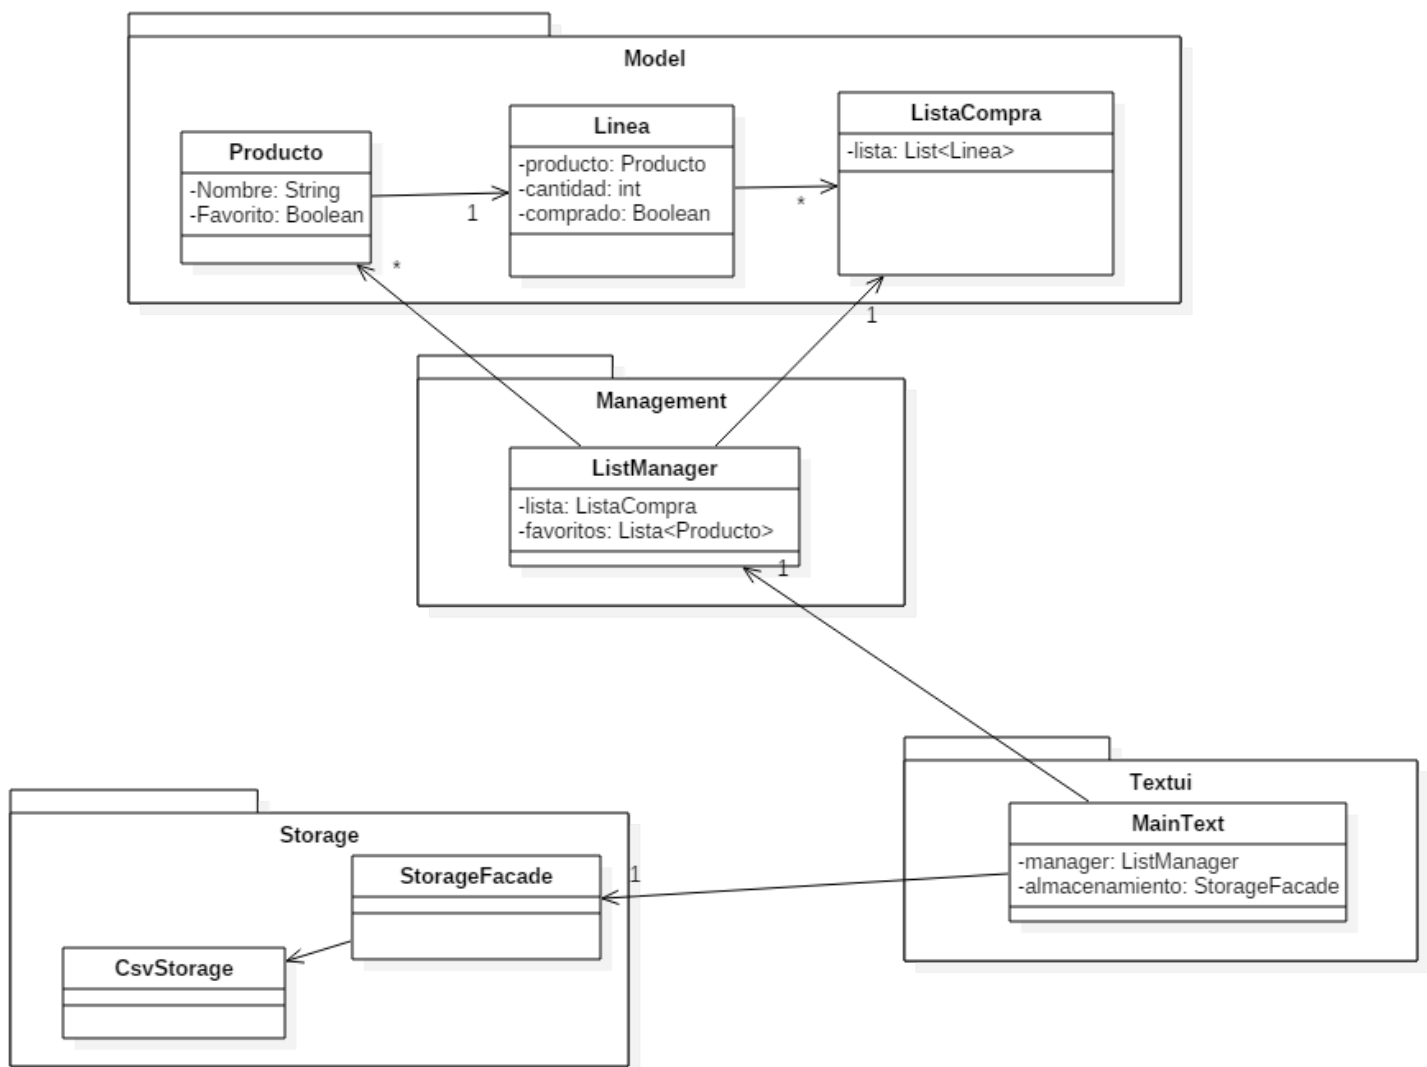 Model
Producto
-Nombre: String
-Favorito: Boolean
1
Linea
-producto: Producto
-cantidad: int
-comprado: Boolean
*
ListaCompra
-lista: List<Linea>
*
1
Management
ListManager
-lista: ListaCompra
-favoritos: Lista<Producto>
1
Textui
MainText
-manager: ListManager
-almacenamiento: StorageFacade
1
Storage
StorageFacade
CsvStorage